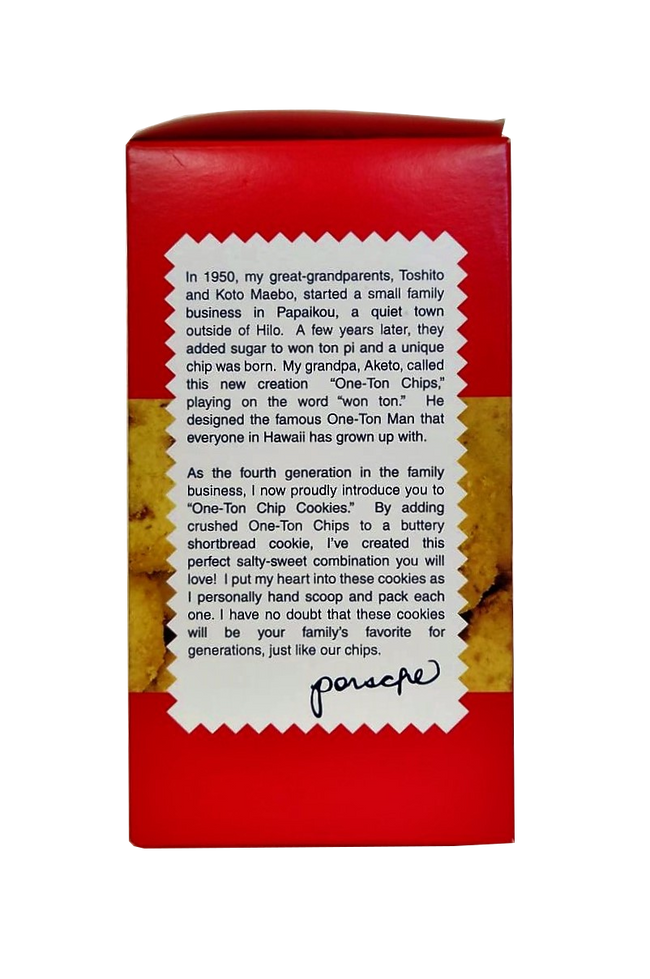 In 1950, my great-grandparents, Toshito
and Koto Maebo, started a small family
business in Papaikou, a quiet town
outside of Hilo. A few years later, they
added sugar to won ton pi and a unique
chip was born. My grandpa, Aketo, called
this new creation "One-Ton Chips,"
playing on the word "won ton." He
designed the famous One-Ton Man that
everyone in Hawaii has grown up with.
As the fourth generation in the family
business, I now proudly introduce you to
"One-Ton Chip Cookies." By adding
crushed One-Ton Chips to a buttery
shortbread cookie, I've created this
perfect salty-sweet combination you will
love! I put my heart into these cookies as
I personally hand scoop and pack each
one. I have no doubt that these cookies
will be your family's favorite for
generations, just like our chips.
porsche